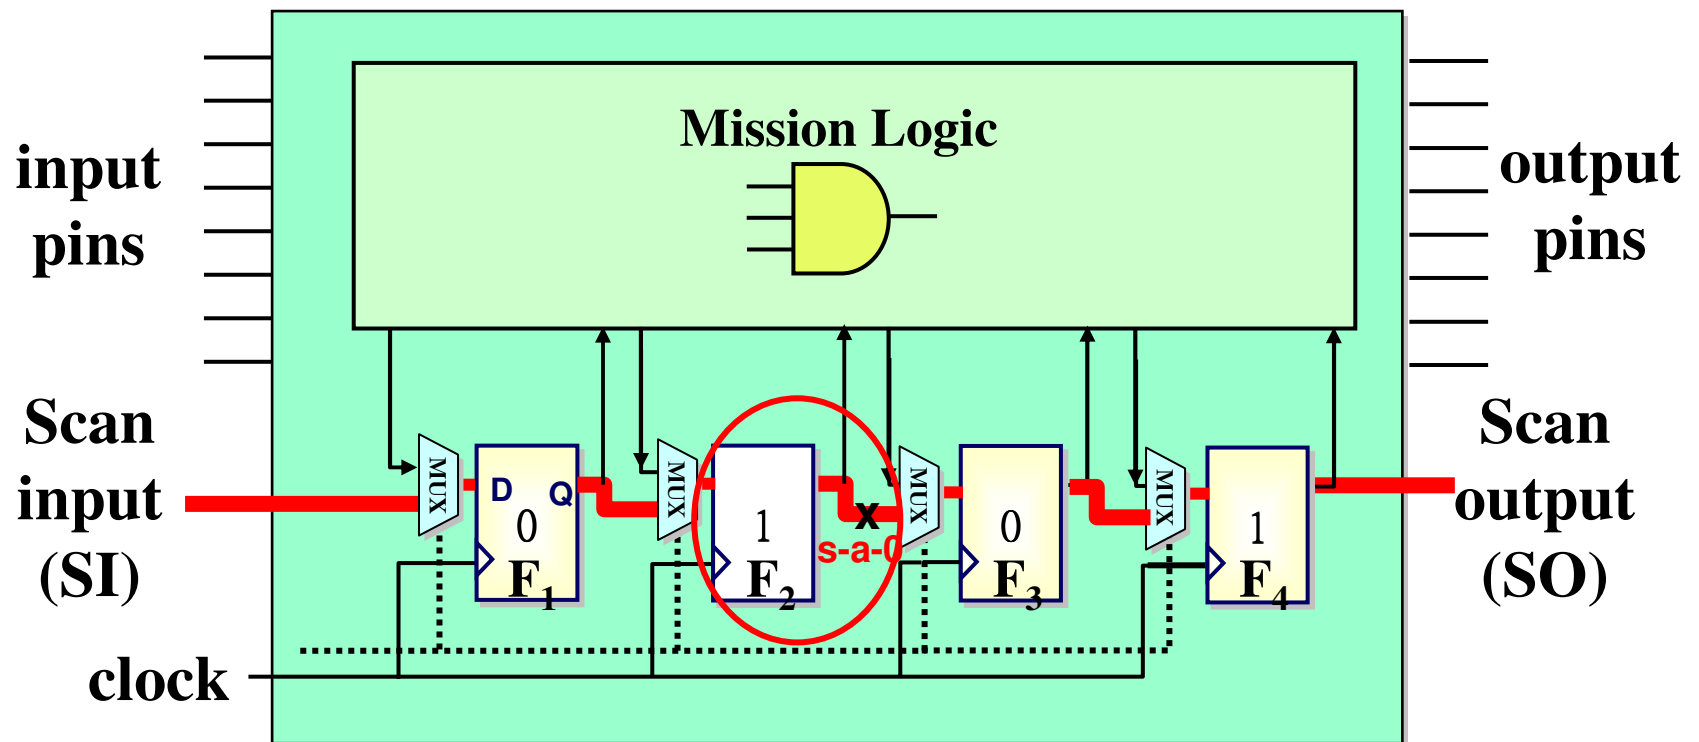 Mission Logic
input
pins
output
pins
Scan
input
(SI)
Scan
output
(SO)
MUX
D Q
0
F1
MUX
1
F2
X
s-a-0
MUX
0
F3
MUX
1
F4
clock